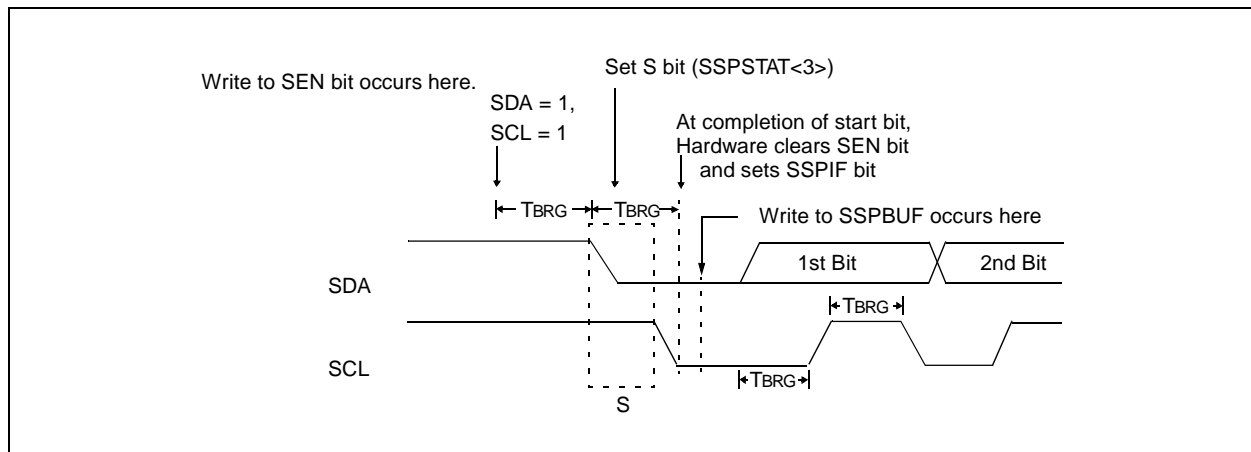 Write to SEN bit occurs here.
Set S bit (SSPSTAT<3>)
SDA = 1,
SCL = 1
At completion of start bit,
Hardware clears SEN bit
and sets SSPIF bit
TBRG
TBRG
Write to SSPBUF occurs here
SDA
1st Bit
2nd Bit
TBRG
SCL
TBRG
S